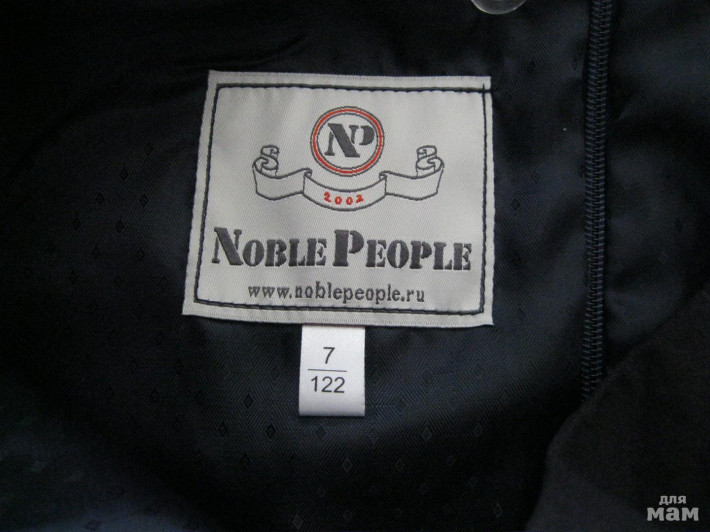 NP
2002
NOBLE PEOPLE
www.noblepeople.ru
7
122
для
мам